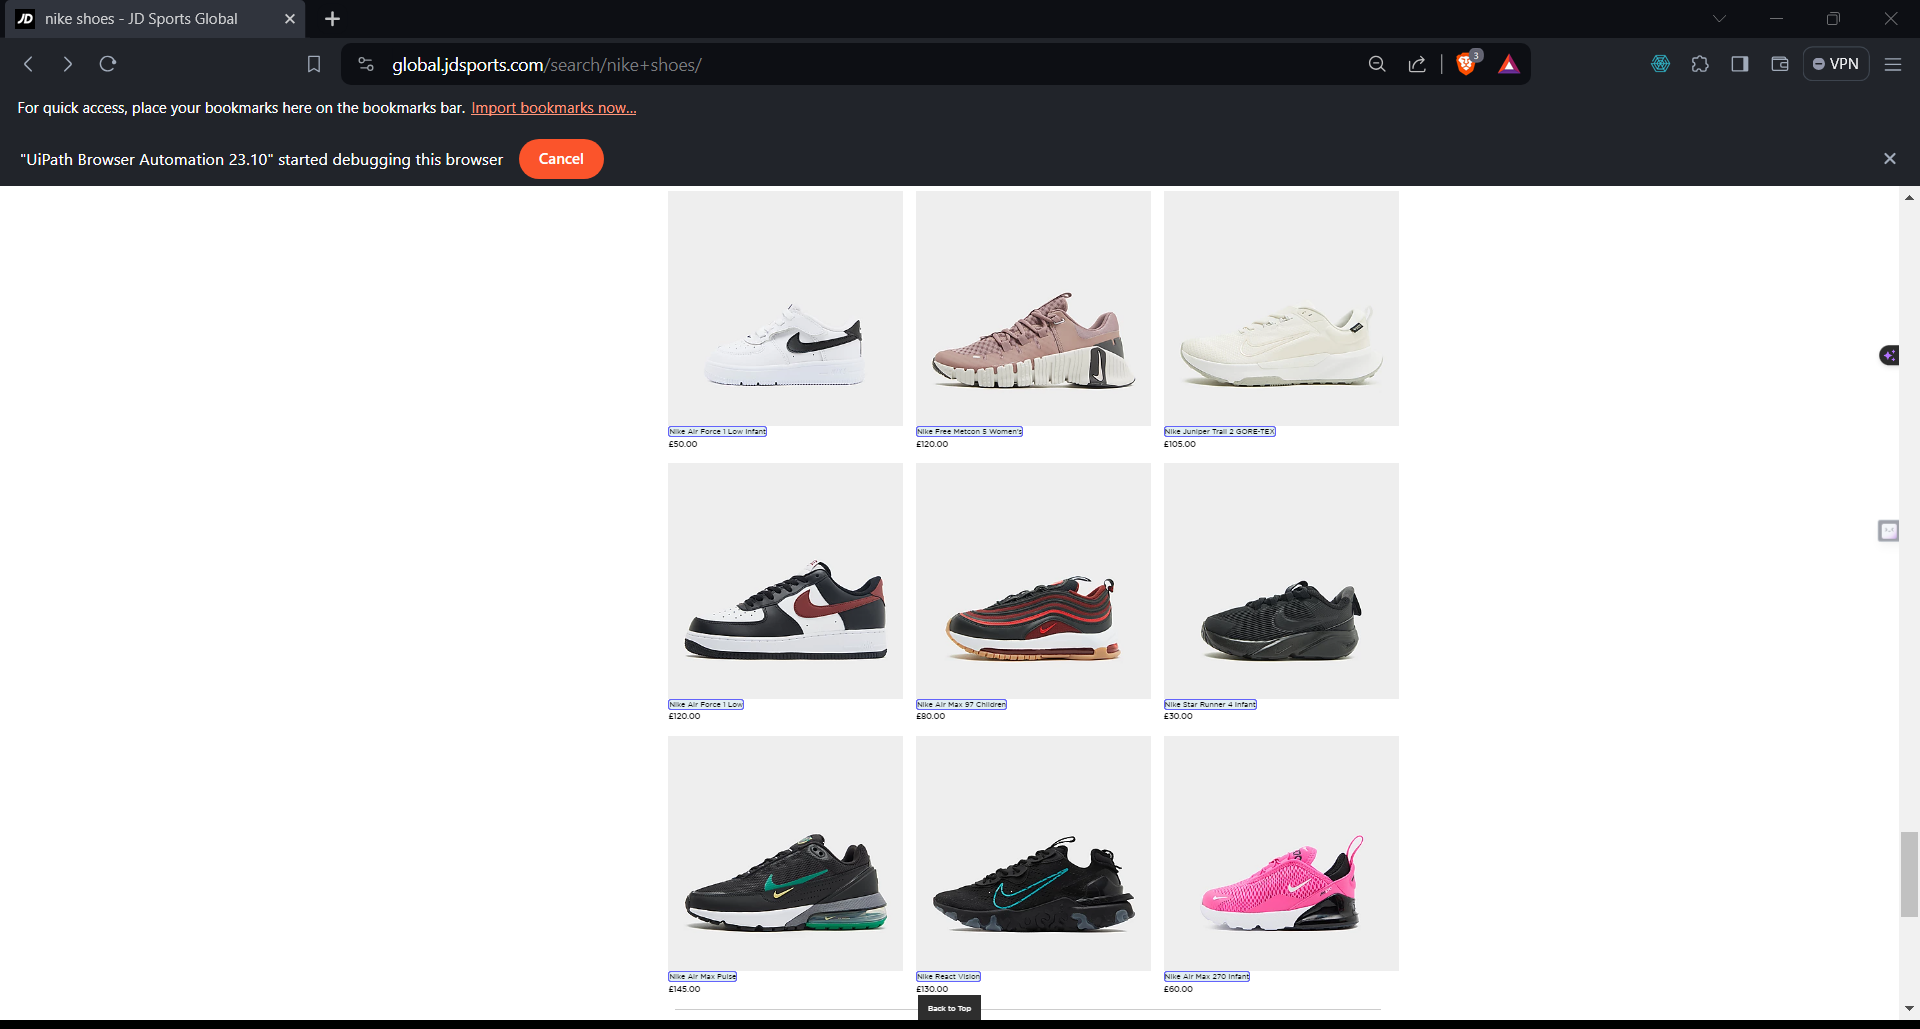 JD nike shoes - JD Sports Global
global.jdsports.com/search/nike+shoes/
3
VPN
For quick access, place your bookmarks here on the bookmarks bar. Import bookmarks now...
"UiPath Browser Automation 23.10" started debugging this browser
Cancel
Nike Air Force 1 Low Infant
£50.00
Nike Free Metcon 5 Women's
£120.00
Nike Juniper Trail 2 GORE-TEX
£105.00
Nike Air Force 1 Low
£120.00
Nike Air Max 97 Children
£80.00
Nike Star Runner 4 Infant
£30.00
Nike Air Max Pulse
£145.00
Nike React Vision
£130.00
Nike Air Max 270 Infant
£60.00
Back to Top